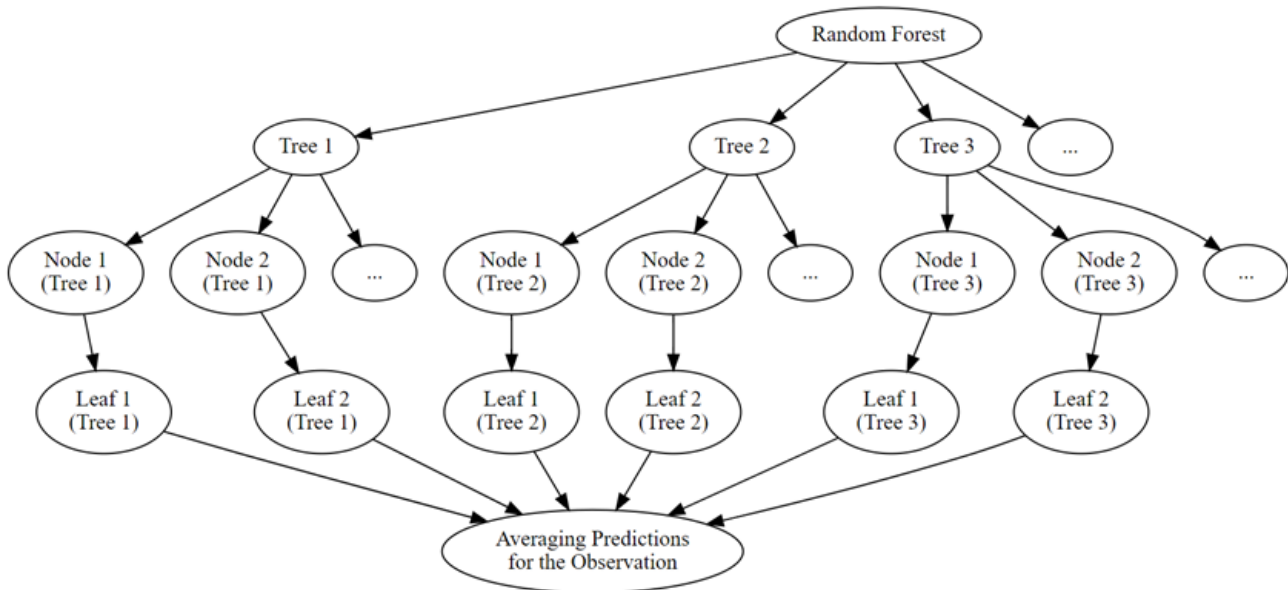 Random Forest
Tree 1
Tree 2
Tree 3
...
Node 1
(Tree 1)
Node 2
(Tree 1)
...
Node 1
(Tree 2)
Node 2
(Tree 2)
...
Node 1
(Tree 3)
Node 2
(Tree 3)
...
Leaf 1
(Tree 1)
Leaf 2
(Tree 1)
Leaf 1
(Tree 2)
Leaf 2
(Tree 2)
Leaf 1
(Tree 3)
Leaf 2
(Tree 3)
Averaging Predictions
for the Observation